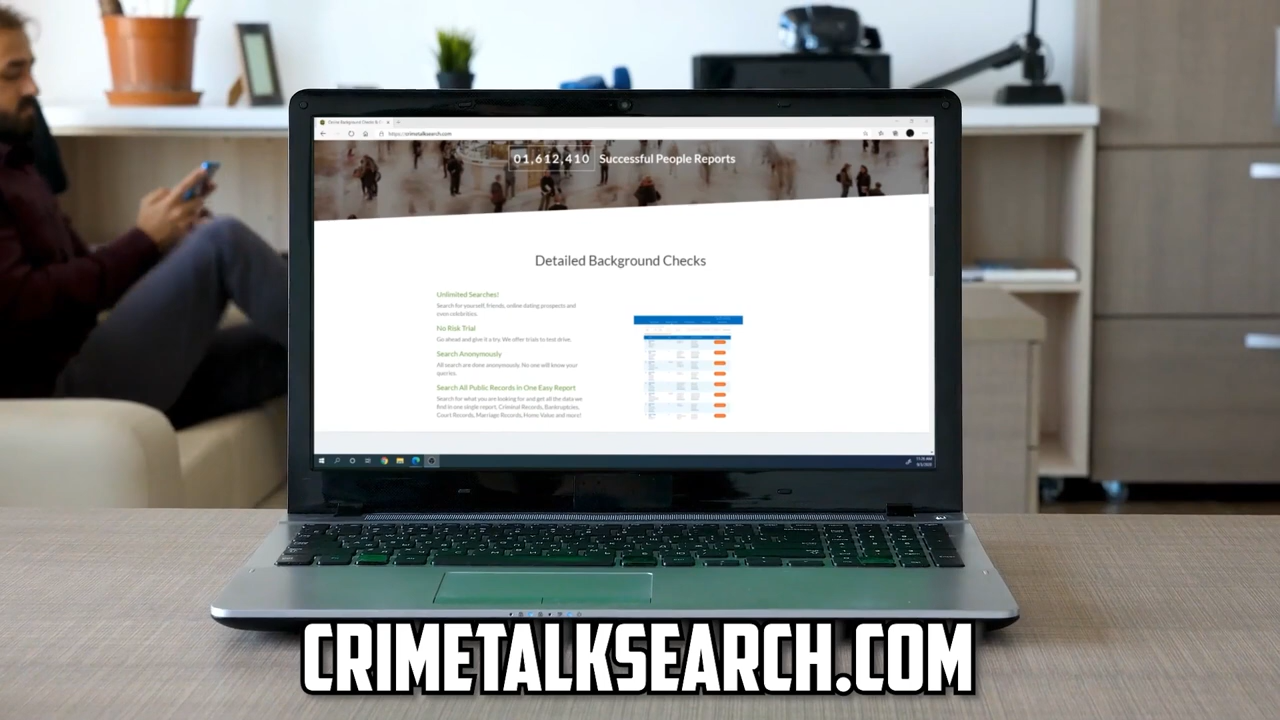 https://crimetalksearch.com
01,612,410 Successful People Reports
Detailed Background Checks
Unlimited Searches!
Search for yourself, friends, online dating prospects and
even celebrities.
No Risk Trial
Go ahead and give it a try. We offer trials to test drive.
Search Anonymously
All search are done anonymously. No one will know your
queries.
Search All Public Records in One Easy Report
Search for what you are looking for and get all the data we
find in one single report, Criminal Records, Bankruptcies,
Court Records, Marriage Records, Home Value and more!
CRIMETALKSEARCH.COM